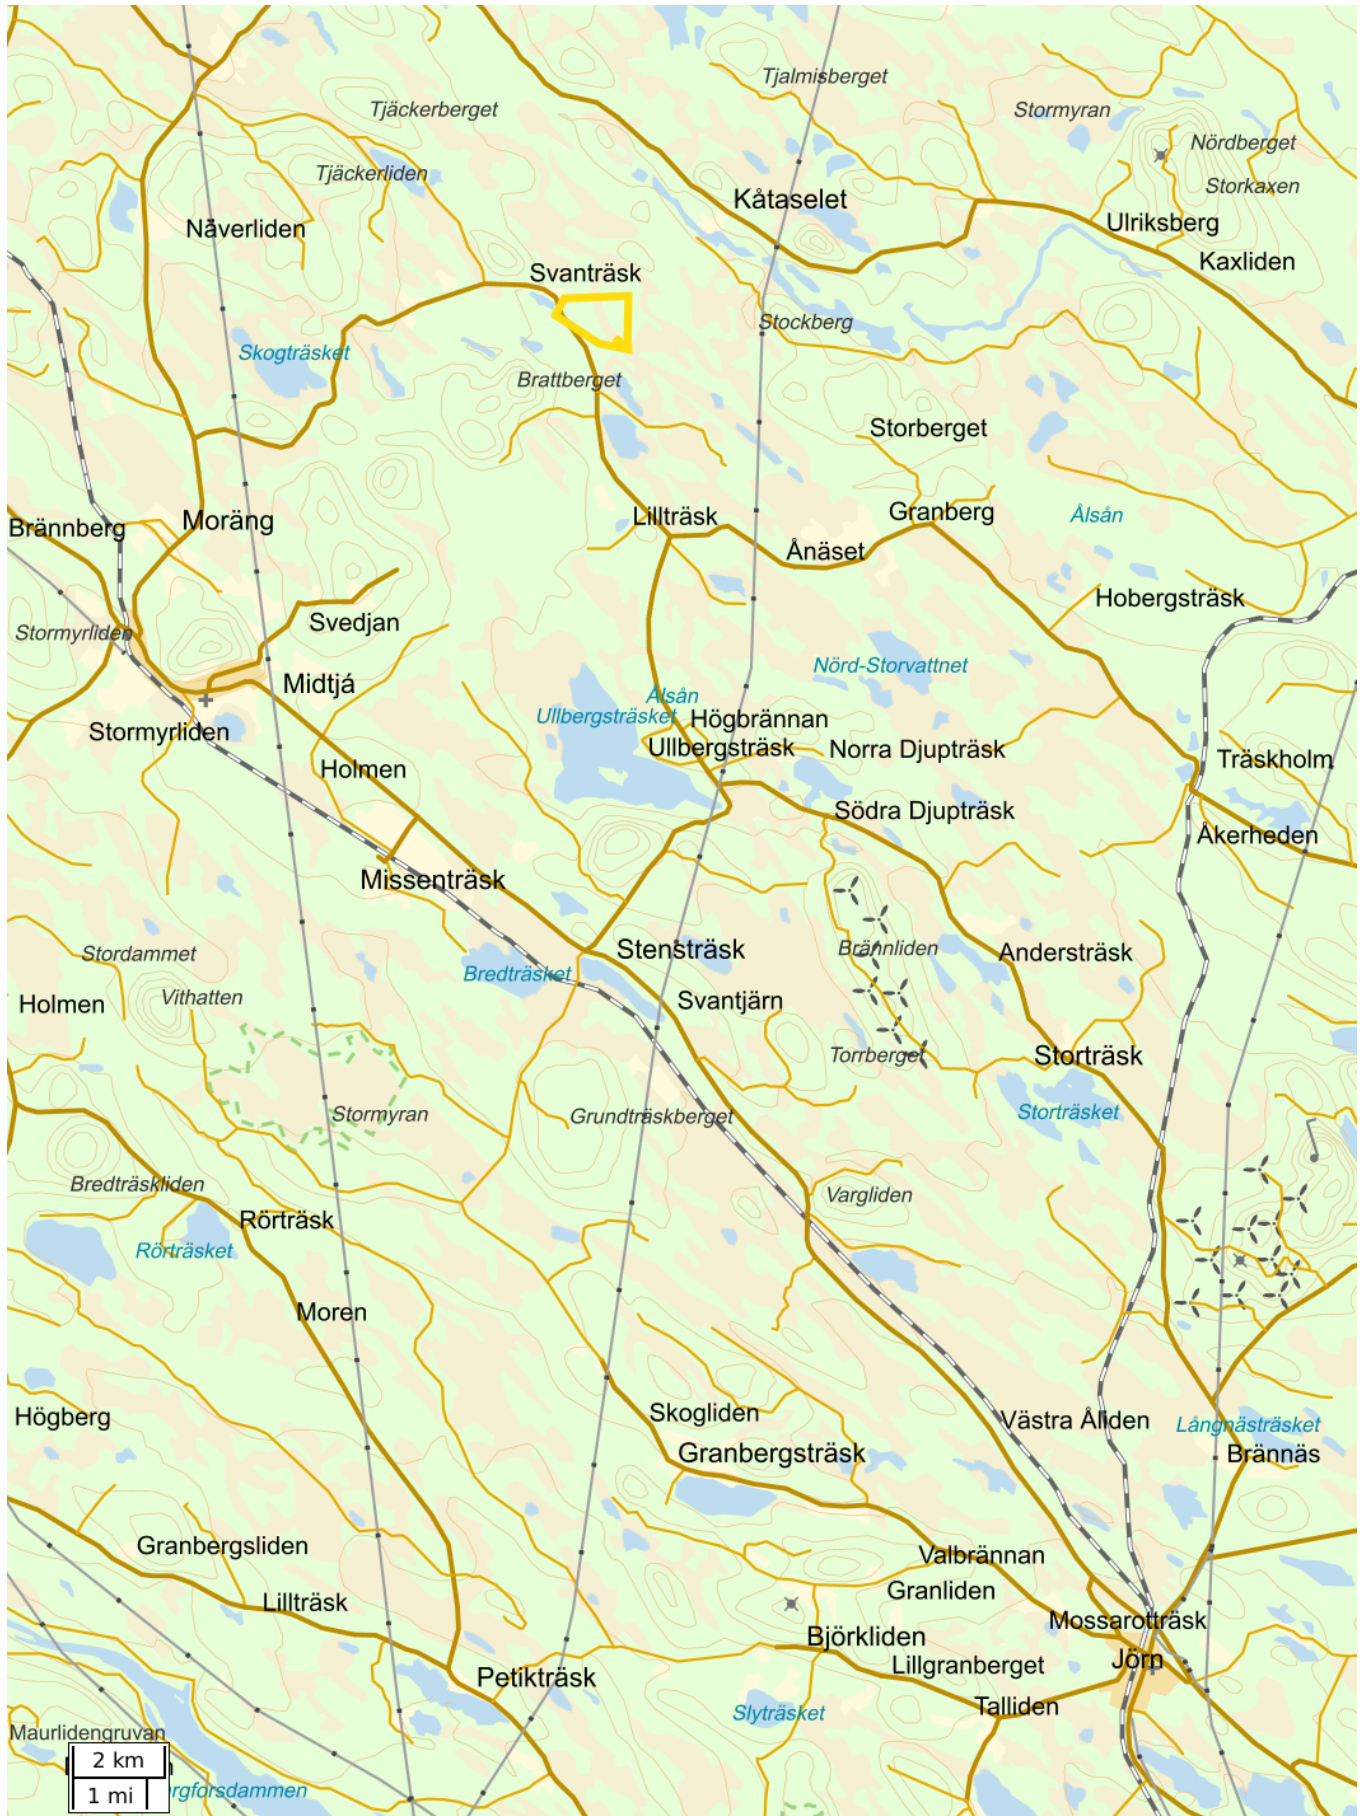 Tjalmisberget
Tjäckerberget
Stormyran
Nördberget
Tjäckerliden
Storkaxen
Kåtaselet
Näverliden
Ulriksberg
Kaxliden
Svanträsk
Stockberg
Skogträsket
Brattberget
Storberget
Brännberg
Moräng
Lillträsk
Granberg
Ålsån
Ånäset
Hobergsträsk
Stormyrliden
Svedjan
Nörd-Storvattnet
Midtjá
Ålsån
Ullbergsträsket
Högbrännan
Stormyrliden
Ullbergsträsk
Norra Djupträsk
Träskholm
Holmen
Södra Djupträsk
Åkerheden
Missenträsk
Stordammet
Stensträsk
Brännliden
Andersträsk
Bredträsket
Holmen
Vithatten
Svantjärn
Torrberget
Storträsk
Stormyran
Grundträskberget
Storträsket
Bredträskliden
Vargliden
Rörträsk
Rörträsket
Moren
Högberg
Skogliden
Västra Åliden
Långnästräsket
Granbergsträsk
Brännäs
Granbergsliden
Valbrännan
Granliden
Lillträsk
Mossarotträsk
Björkliden
Jörn
Lillgranberget
Petikträsk
Talliden
Slyträsket
Maurlidengruvan
2 km
1 mi
rgforsdammen